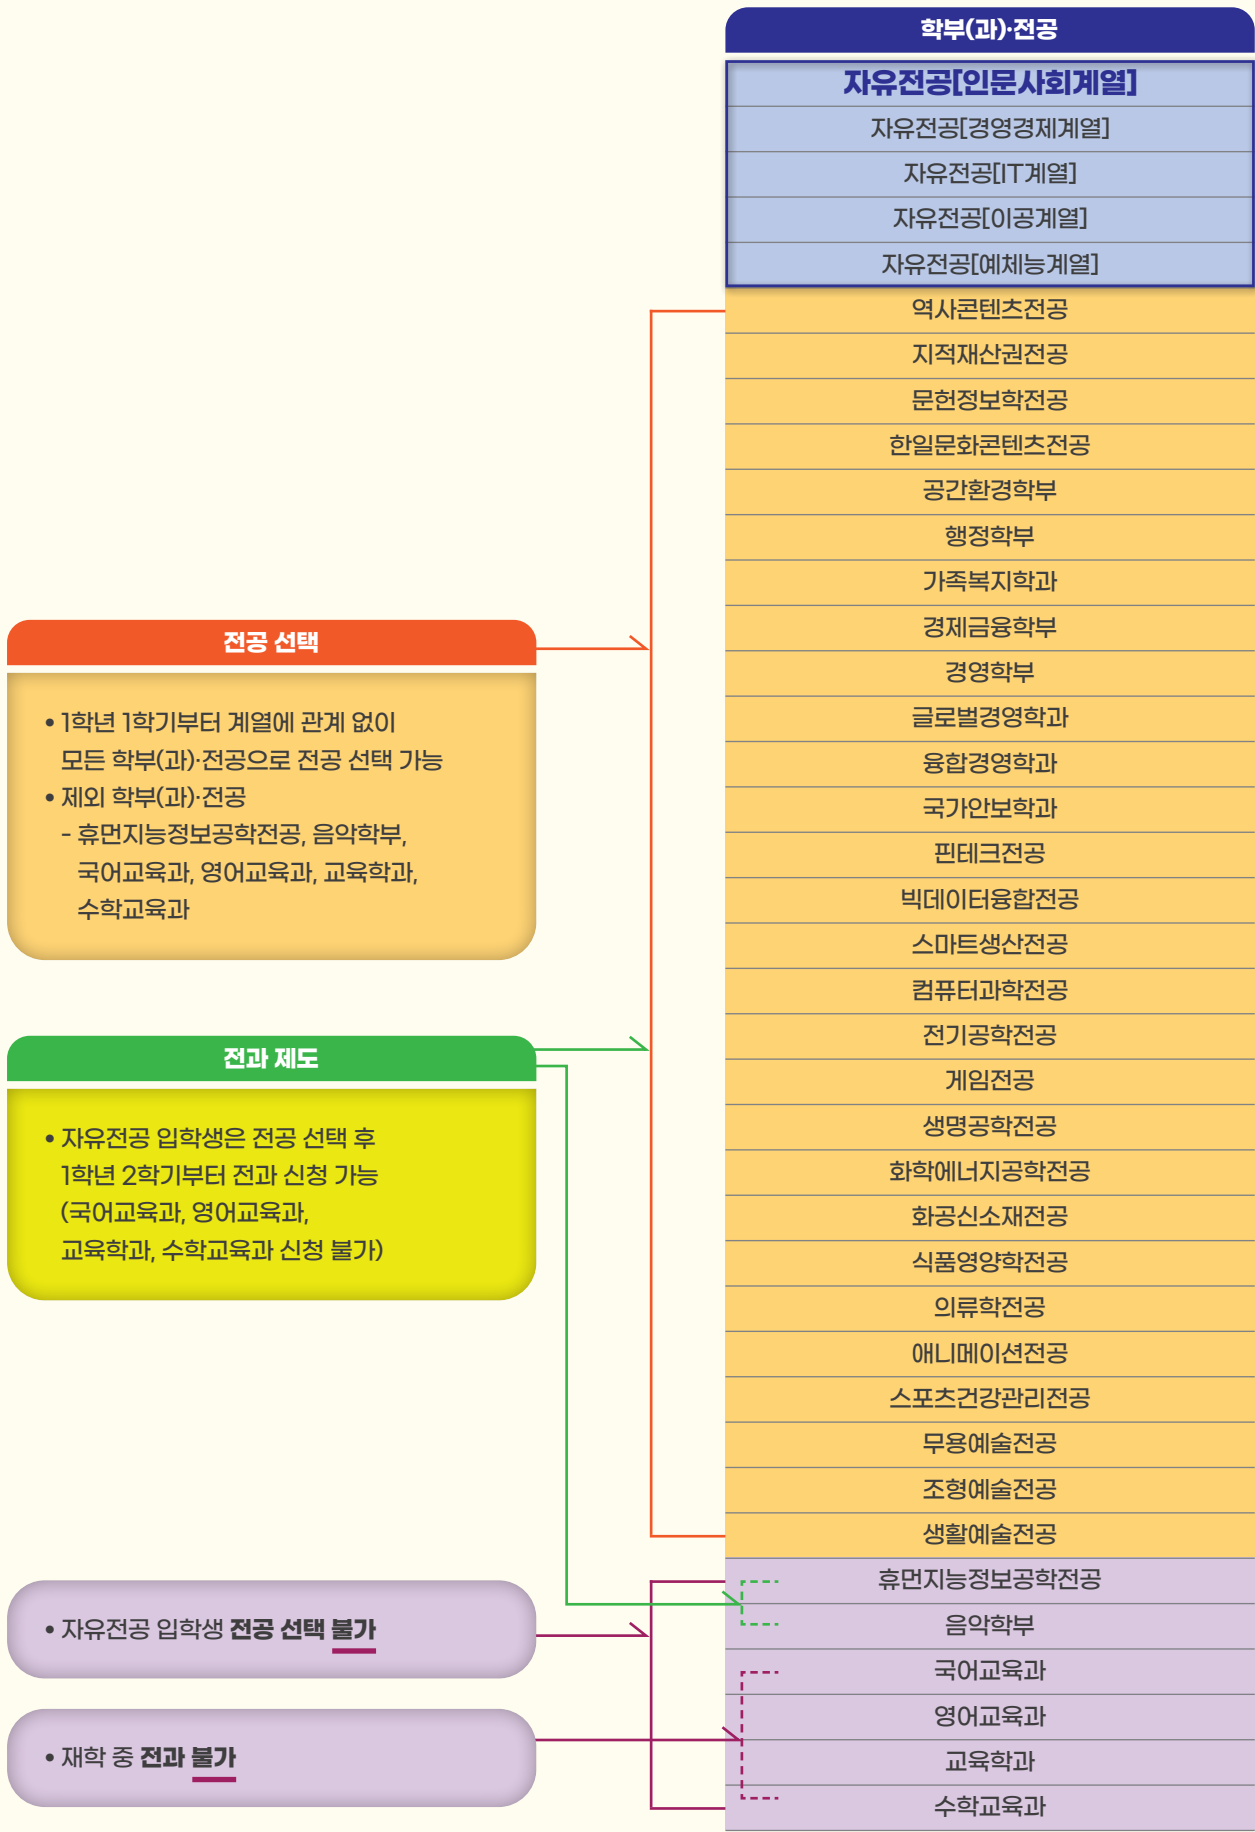 학부(과)·전공
자유전공[인문사회계열]
자유전공[경영경제계열]
자유전공[IT계열]
자유전공[이공계열]
자유전공[예체능계열]
역사콘텐츠전공
지적재산권전공
문헌정보학전공
한일문화콘텐츠전공
공간환경학부
행정학부
가족복지학과
경제금융학부
경영학부
글로벌경영학과
융합경영학과
국가안보학과
핀테크전공
빅데이터융합전공
스마트생산전공
컴퓨터과학전공
전기공학전공
게임전공
생명공학전공
화학에너지공학전공
화공신소재전공
식품영양학전공
의류학전공
애니메이션전공
스포츠건강관리전공
무용예술전공
조형예술전공
생활예술전공
휴먼지능정보공학전공
음악학부
국어교육과
영어교육과
교육학과
수학교육과
전공 선택
• 1학년 1학기부터 계열에 관계 없이
모든 학부(과)·전공으로 전공 선택 가능
• 제외 학부(과)·전공
- 휴먼지능정보공학전공, 음악학부,
국어교육과, 영어교육과, 교육학과,
수학교육과
전과 제도
• 자유전공 입학생은 전공 선택 후
1학년 2학기부터 전과 신청 가능
(국어교육과, 영어교육과,
교육학과, 수학교육과 신청 불가)
• 자유전공 입학생 전공 선택 불가
• 재학 중 전과 불가